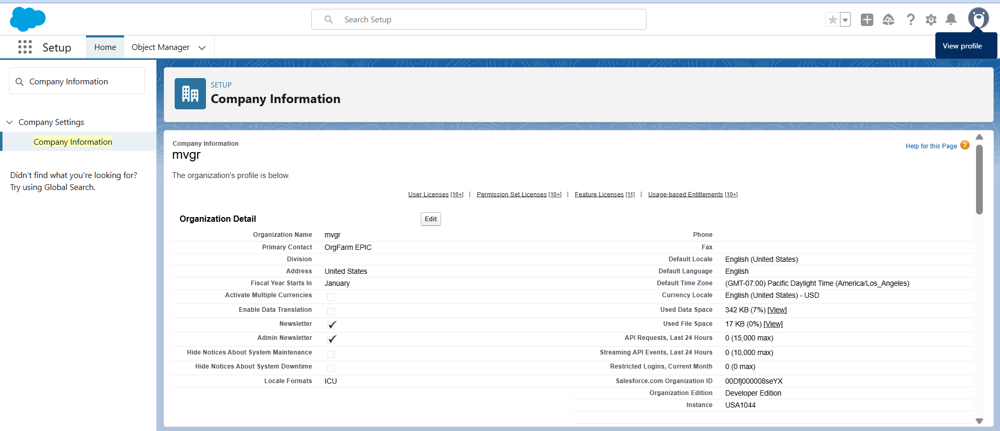 Search Setup
View profile
Setup
Home
Object Manager
Company Information
Company Settings
Company Information
Didn't find what you're looking for?
Try using Global Search.
SETUP
Company Information
Company Information
mvgr
Help for this Page ?
The organization's profile is below.
User Licenses [10+] | Permission Set Licenses [10+] | Feature Licenses [11] | Usage-based Entitlements [10+]
Organization Detail
Edit
Organization Name mvgr
Phone
Primary Contact OrgFarm EPIC
Fax
Division
Default Locale English (United States)
Address United States
Default Language English
Fiscal Year Starts In January
Default Time Zone (GMT-07:00) Pacific Daylight Time (America/Los_Angeles)
Activate Multiple Currencies
Currency Locale English (United States) - USD
Enable Data Translation
Used Data Space 342 KB (7%) [View]
Newsletter
Used File Space 17 KB (0%) [View]
Admin Newsletter
API Requests, Last 24 Hours 0 (15,000 max)
Hide Notices About System Maintenance
Streaming API Events, Last 24 Hours 0 (10,000 max)
Hide Notices About System Downtime
Restricted Logins, Current Month 0 (0 max)
Locale Formats ICU
Salesforce.com Organization ID 00Dfj000008seYX
Organization Edition Developer Edition
Instance USA1044